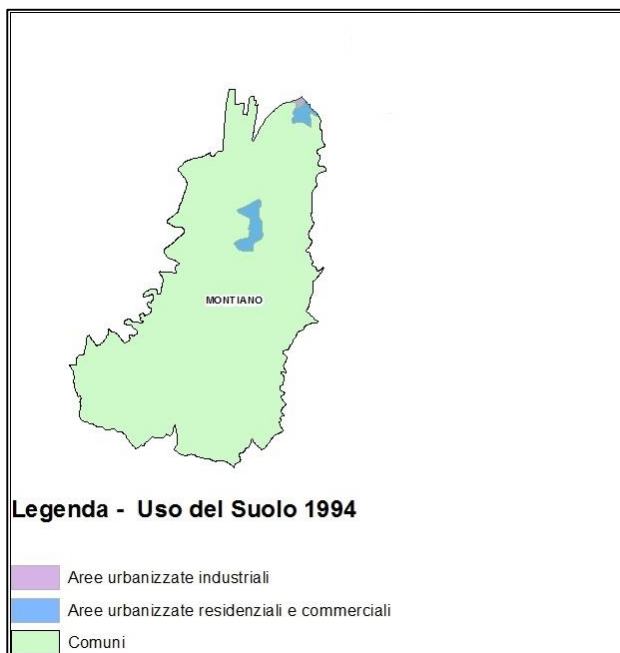 MONTIANO
Legenda - Uso del Suolo 1994
Aree urbanizzate industriali
Aree urbanizzate residenziali e commerciali
Comuni